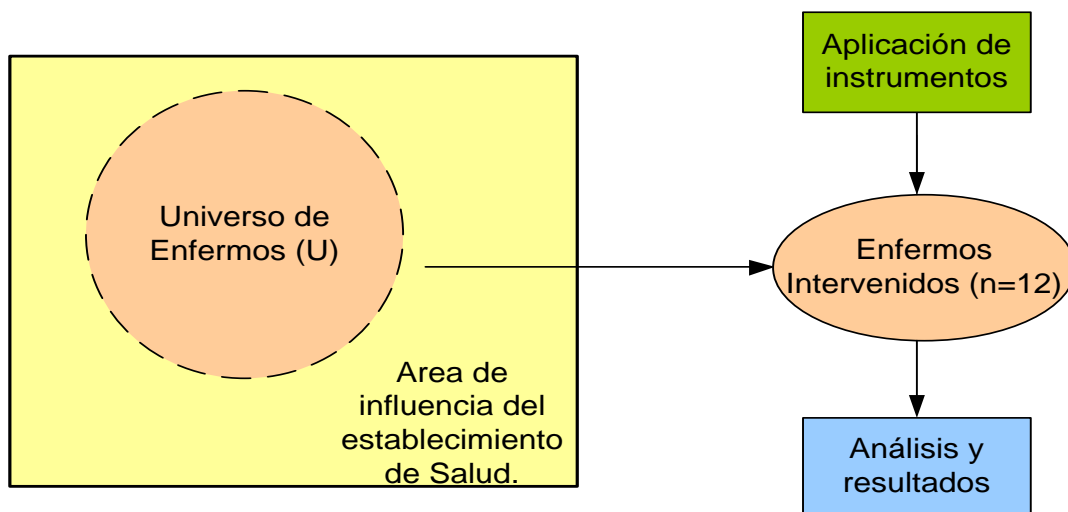 Universo de
Enfermos (U)
Area de
influencia del
establecimiento
de Salud.
Aplicación de
instrumentos
Enfermos
Intervenidos (n=12)
Análisis y
resultados